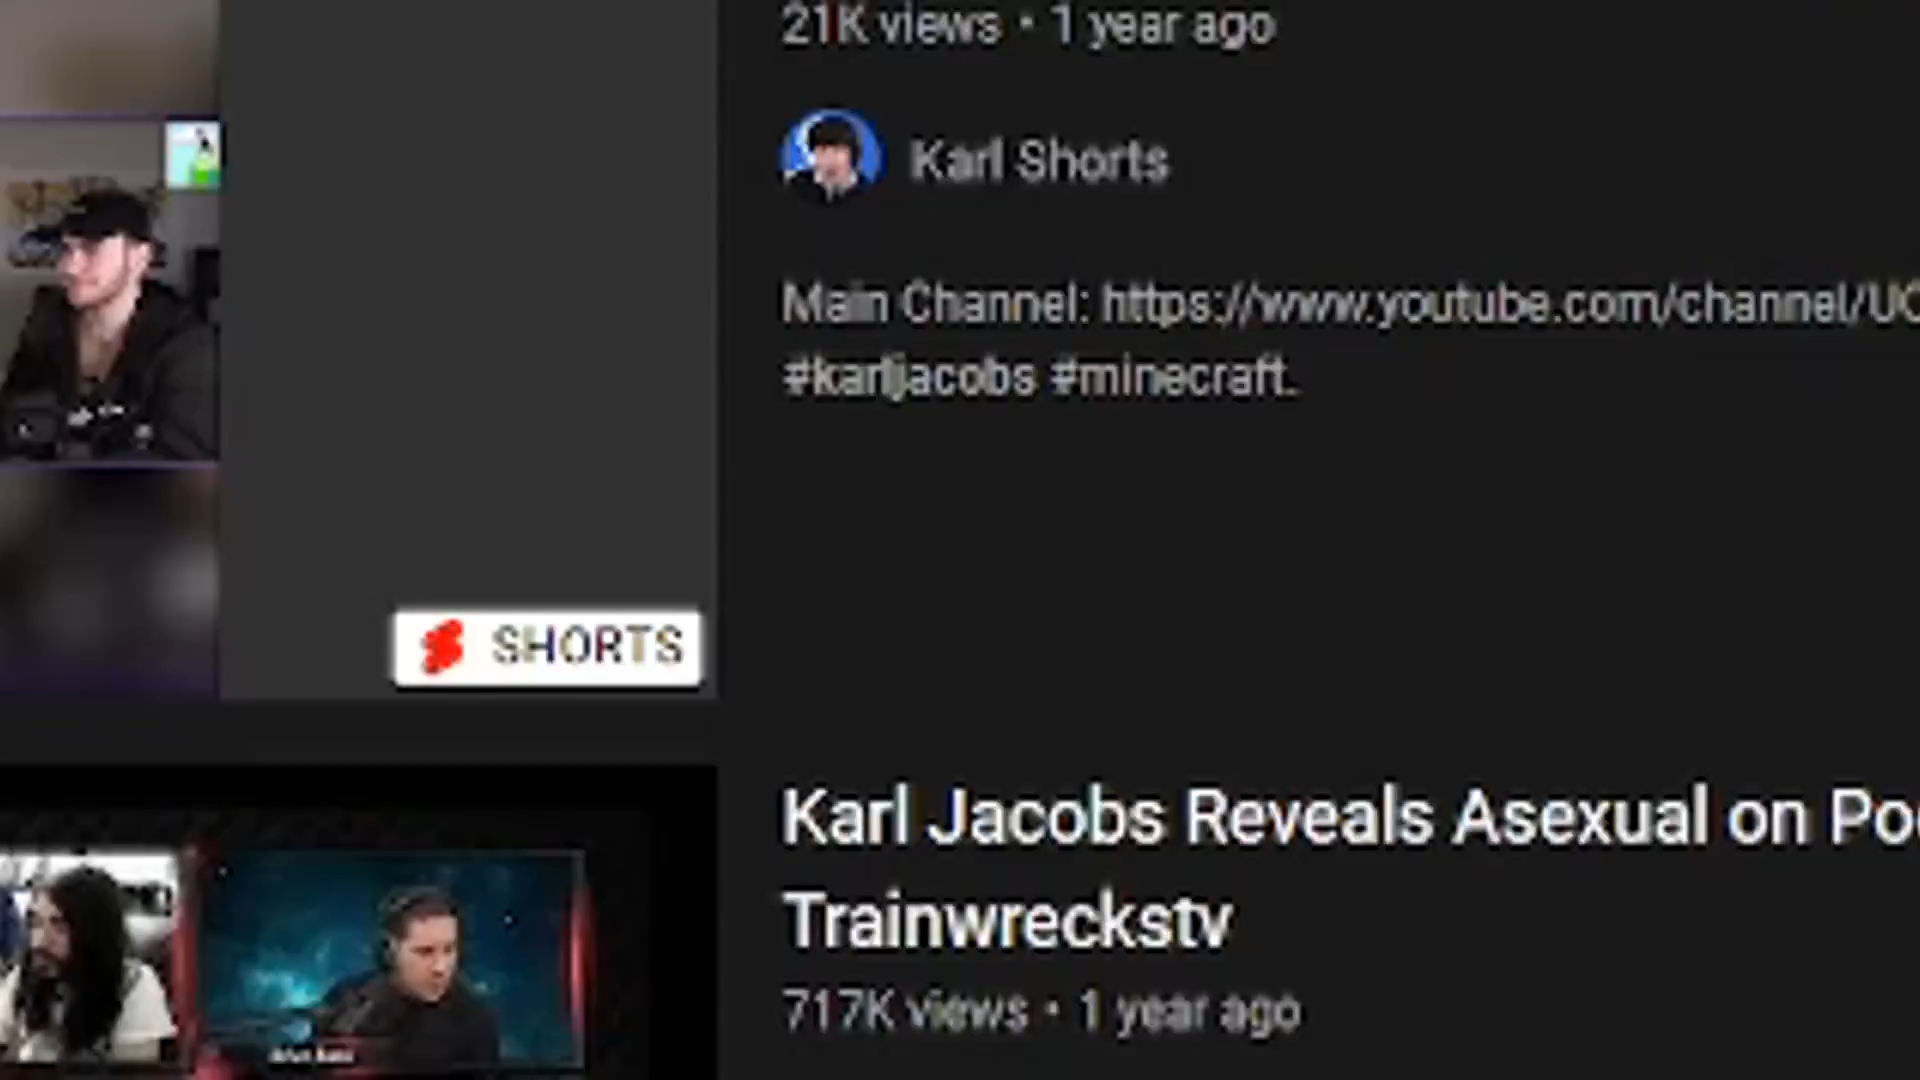 21K views • 1 year ago
Karl Shorts
Main Channel: https://www.youtube.com/channel/UC
#karljacobs #minecraft.
SHORTS
Karl Jacobs Reveals Asexual on Po
Trainwreckstv
717K views • 1 year ago